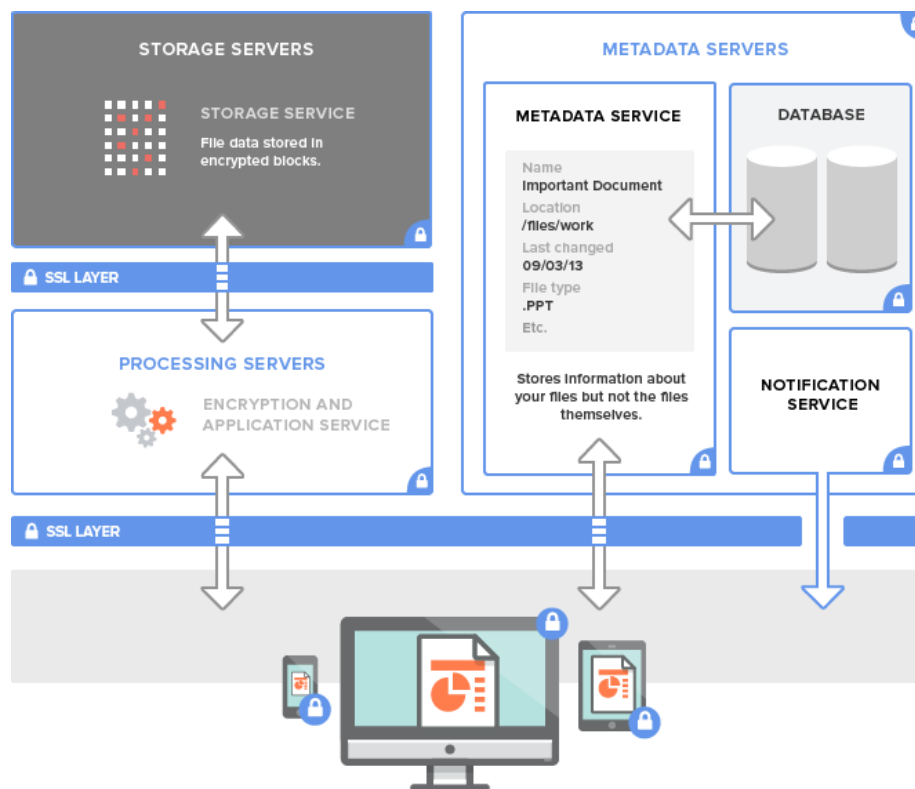 STORAGE SERVERS
STORAGE SERVICE
File data stored in
encrypted blocks.
SSL LAYER
PROCESSING SERVERS
ENCRYPTION AND
APPLICATION SERVICE
METADATA SERVERS
METADATA SERVICE
Name
Important Document
Location
/files/work
Last changed
09/03/13
File type
.PPT
Etc.
Stores information about
your files but not the files
themselves.
DATABASE
NOTIFICATION
SERVICE
SSL LAYER